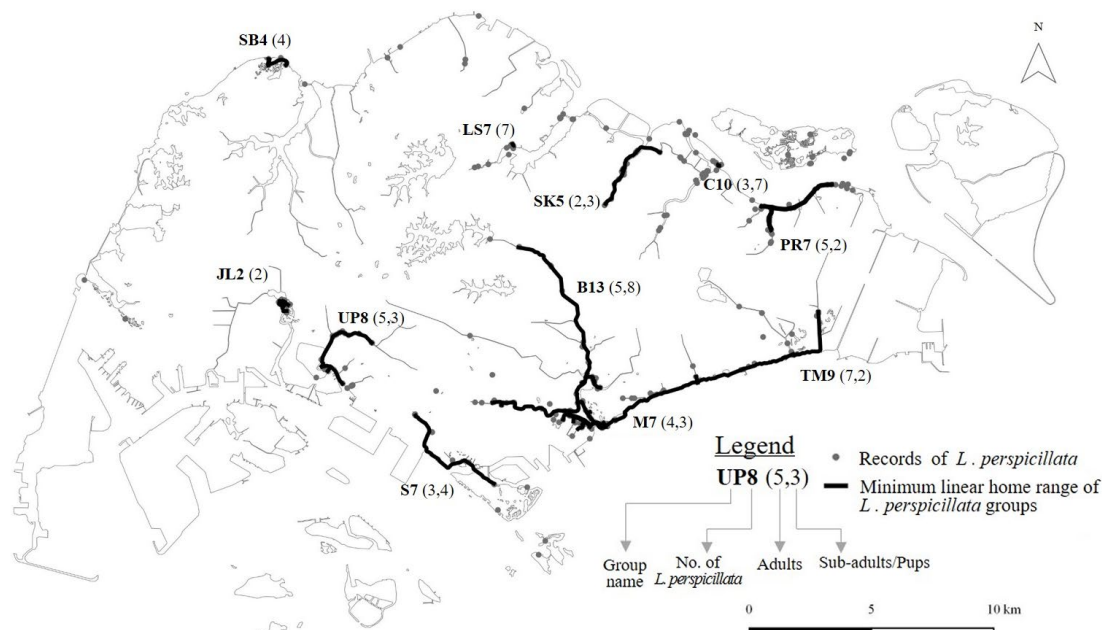 N
SB4 (4)
LS7 (7)
C10 (3,7)
SK5 (2,3)
PR7 (5,2)
JL2 (2)
B13 (5,8)
UP8 (5,3)
TM9 (7,2)
M7 (4,3)
S7 (3,4)
Legend
UP8 (5,3)
Group
name
No. of
L.perspicillata
Adults
Sub-adults/Pups
Records of L. perspicillata
Minimum linear home range of
L. perspicillata groups
0 5 10 km